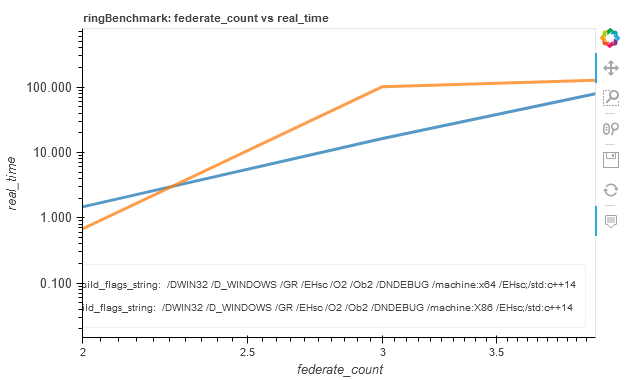 ringBenchmark: federate_count vs real_time
100.000
10.000
1.000
0.100
real_time
uild_flags_string: /DWIN32 /D_WINDOWS /GR /EHsc /O2 /Ob2 /DNDEBUG /machine:x64 /EHsc;/std:c++14
ild_flags_string: /DWIN32 /D_WINDOWS /GR /EHsc /O2 /Ob2 /DNDEBUG /machine:X86 /EHsc;/std:c++14
2
2.5
3
3.5
federate_count